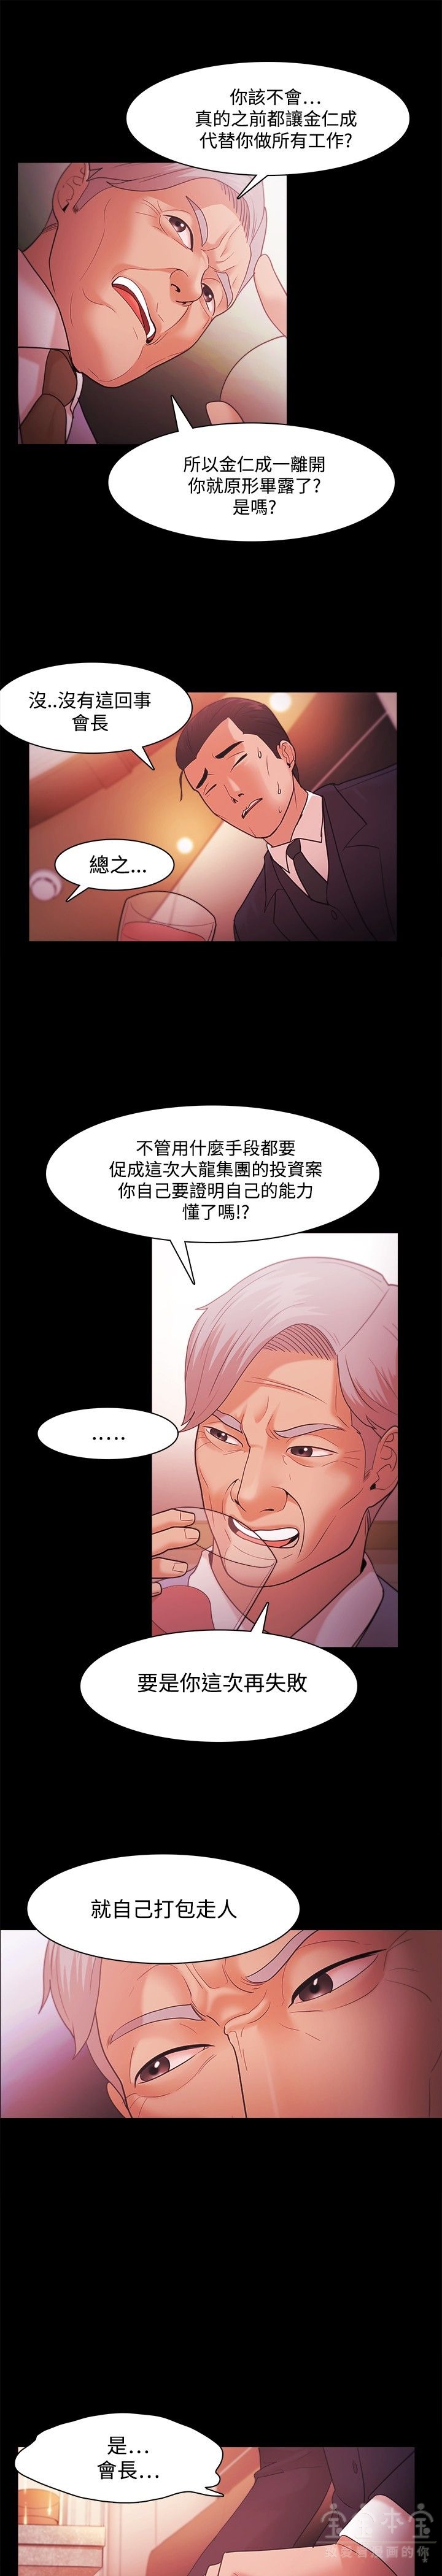 你該不會...
真的之前都讓金仁成
代替你做所有工作?
所以金仁成一離開
你就原形畢露了?
是嗎?
沒..沒有這回事
會長
總之...
不管用什麼手段都要
促成這次大龍集團的投資案
你自己要證明自己的能力
懂了嗎!?
.....
要是你這次再失敗
就自己打包走人
是...
會長...